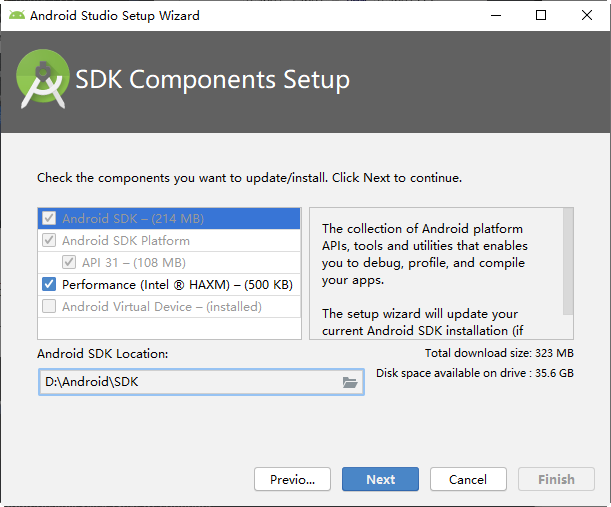 Android Studio Setup Wizard
SDK Components Setup
Check the components you want to update/install. Click Next to continue.
Android SDK – (214 MB)
Android SDK Platform
API 31 – (108 MB)
Performance (Intel ® HAXM) – (500 KB)
Android Virtual Device – (installed)
The collection of Android platform
APIs, tools and utilities that enables
you to debug, profile, and compile
your apps.
The setup wizard will update your
current Android SDK installation (if
Android SDK Location:
D:\Android\SDK
Total download size: 323 MB
Disk space available on drive : 35.6 GB
Previo...
Next
Cancel
Finish